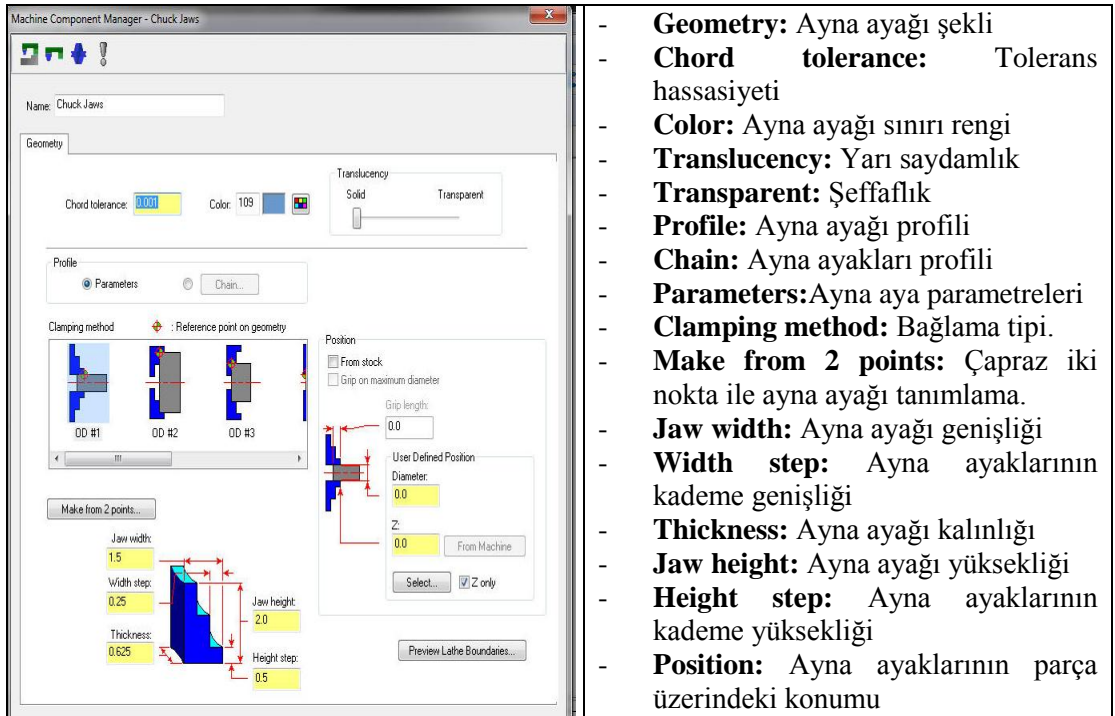 Machine Component Manager - Chuck Jaws
Name: Chuck Jaws
Geometry
Chord tolerance: 0.001
Color: 109
Translucency
Solid Transparent
Profile
Parameters Chain...
Clamping method : Reference point on geometry
OD #1 OD #2 OD #3
Make from 2 points...
Jaw width:
1.5
Width step:
0.25
Thickness:
0.625
Jaw height:
2.0
Height step:
0.5
Position
From stock
Grip on maximum diameter
Grip length:
0.0
User Defined Position
Diameter:
0.0
Z:
0.0 From Machine
Select... Z only
Preview Lathe Boundaries...
- Geometry: Ayna ayağı şekli
- Chord tolerance: Tolerans
hassasiyeti
- Color: Ayna ayağı sınırı rengi
- Translucency: Yarı saydamlık
- Transparent: Şeffaflık
- Profile: Ayna ayağı profili
- Chain: Ayna ayakları profili
- Parameters:Ayna aya parametreleri
- Clamping method: Bağlama tipi.
- Make from 2 points: Çapraz iki
nokta ile ayna ayağı tanımlama.
- Jaw width: Ayna ayağı genişliği
- Width step: Ayna ayaklarının
kademe genişliği
- Thickness: Ayna ayağı kalınlığı
- Jaw height: Ayna ayağı yüksekliği
- Height step: Ayna ayaklarının
kademe yüksekliği
- Position: Ayna ayaklarının parça
üzerindeki konumu